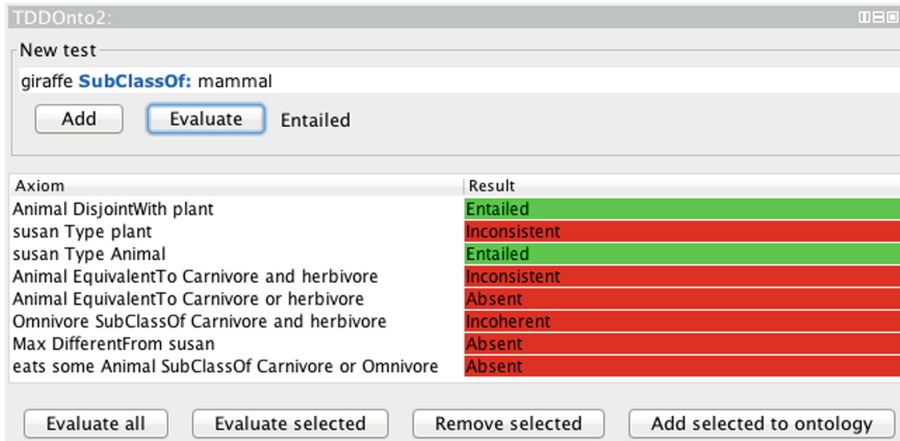 TDDOnto2:
New test
giraffe SubClassOf: mammal
Add Evaluate Entailed
Axiom Result
Animal DisjointWith plant Entailed
susan Type plant Inconsistent
susan Type Animal Entailed
Animal EquivalentTo Carnivore and herbivore Inconsistent
Animal EquivalentTo Carnivore or herbivore Absent
Omnivore SubClassOf Carnivore and herbivore Incoherent
Max DifferentFrom susan Absent
eats some Animal SubClassOf Carnivore or Omnivore Absent
Evaluate all Evaluate selected Remove selected Add selected to ontology